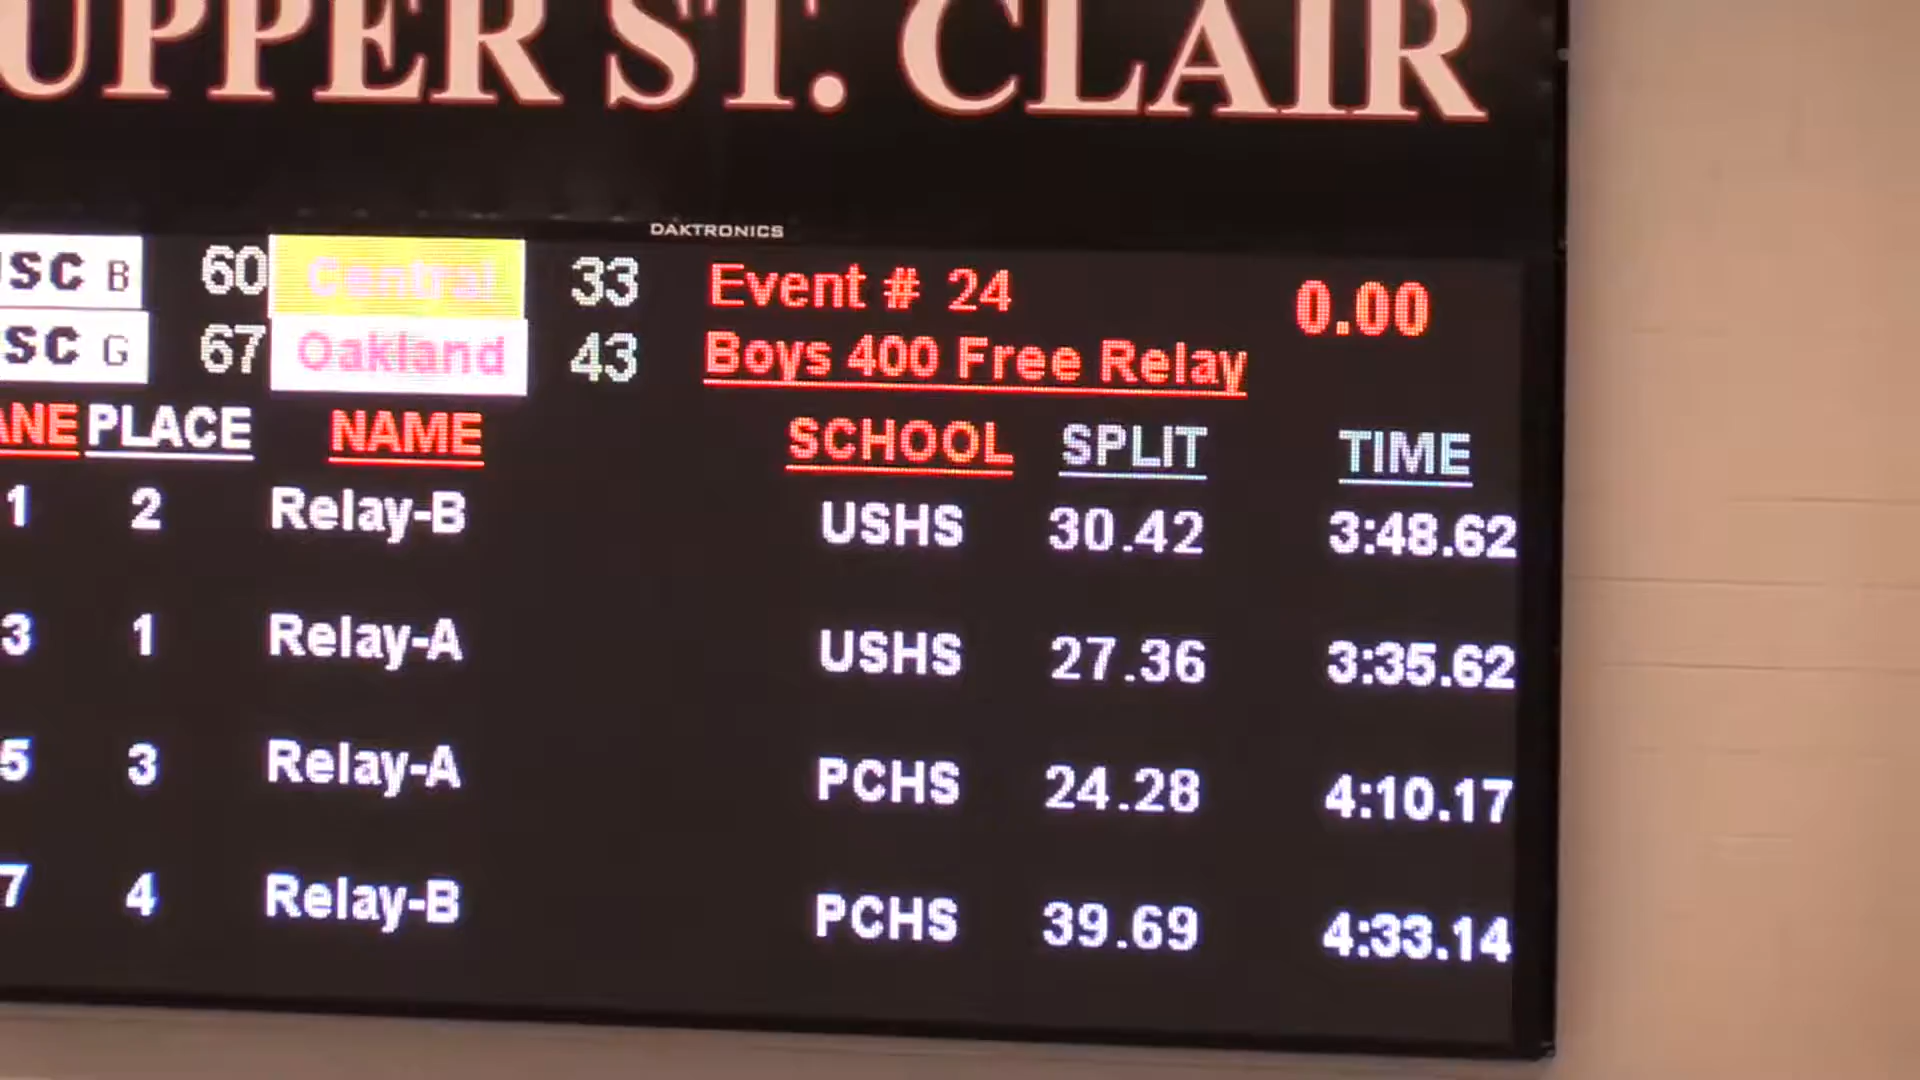 UPPER ST. CLAIR
DAKTRONICS
USC B 60 Central 33 Event # 24 0.00
SC G 67 Oakland 43 Boys 400 Free Relay
ANE PLACE NAME SCHOOL SPLIT TIME
1 2 Relay-B USHS 30.42 3:48.62
3 1 Relay-A USHS 27.36 3:35.62
5 3 Relay-A PCHS 24.28 4:10.17
7 4 Relay-B PCHS 39.69 4:33.14